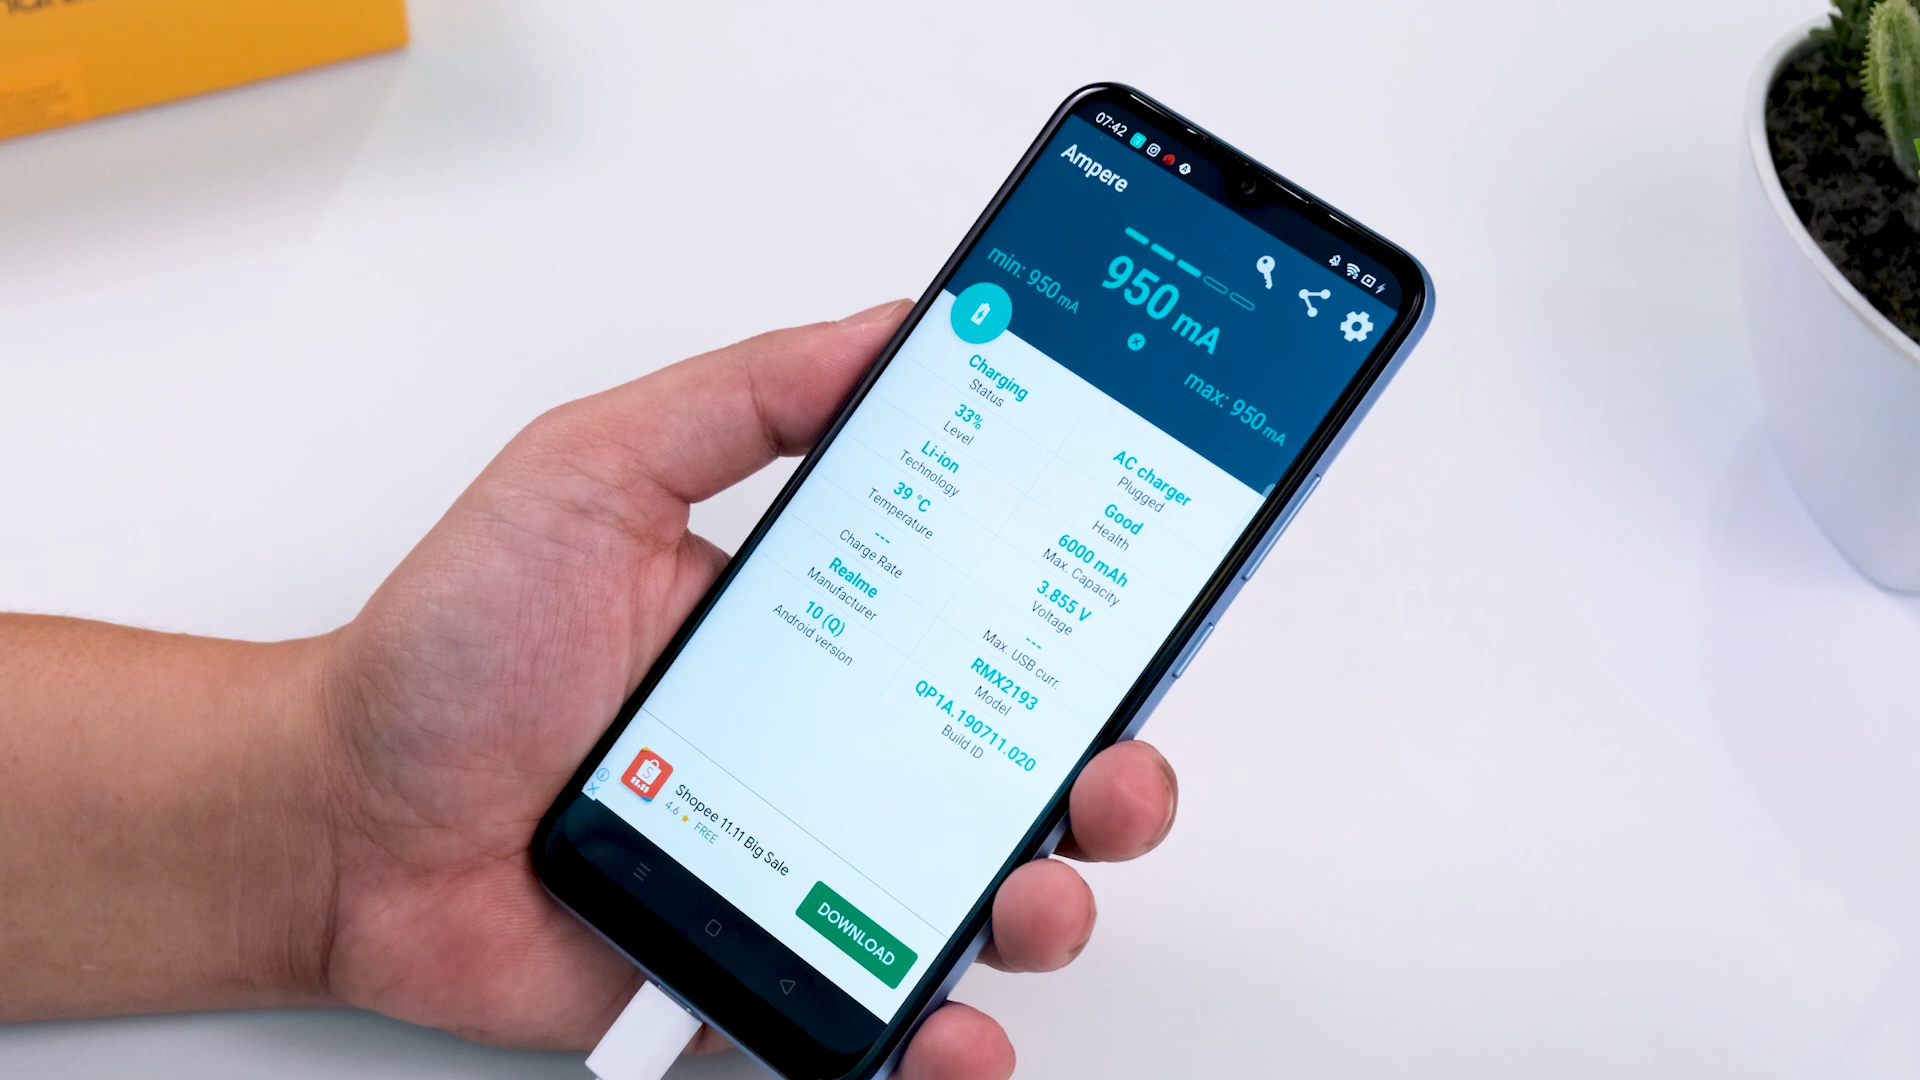 07:42
Ampere
950 mA
min: 950 mA
max: 950 mA
Charging
Status
AC charger
Plugged
33%
Level
Good
Health
Li-ion
Technology
6000 mAh
Max. Capacity
39 °C
Temperature
3.855 V
Voltage
---
Charge Rate
---
Max. USB curr.
Realme
Manufacturer
RMX2193
Model
10 (Q)
Android version
QP1A.190711.020
Build ID
S
11.11
Shopee 11.11 Big Sale
4.6 ★ FREE
DOWNLOAD